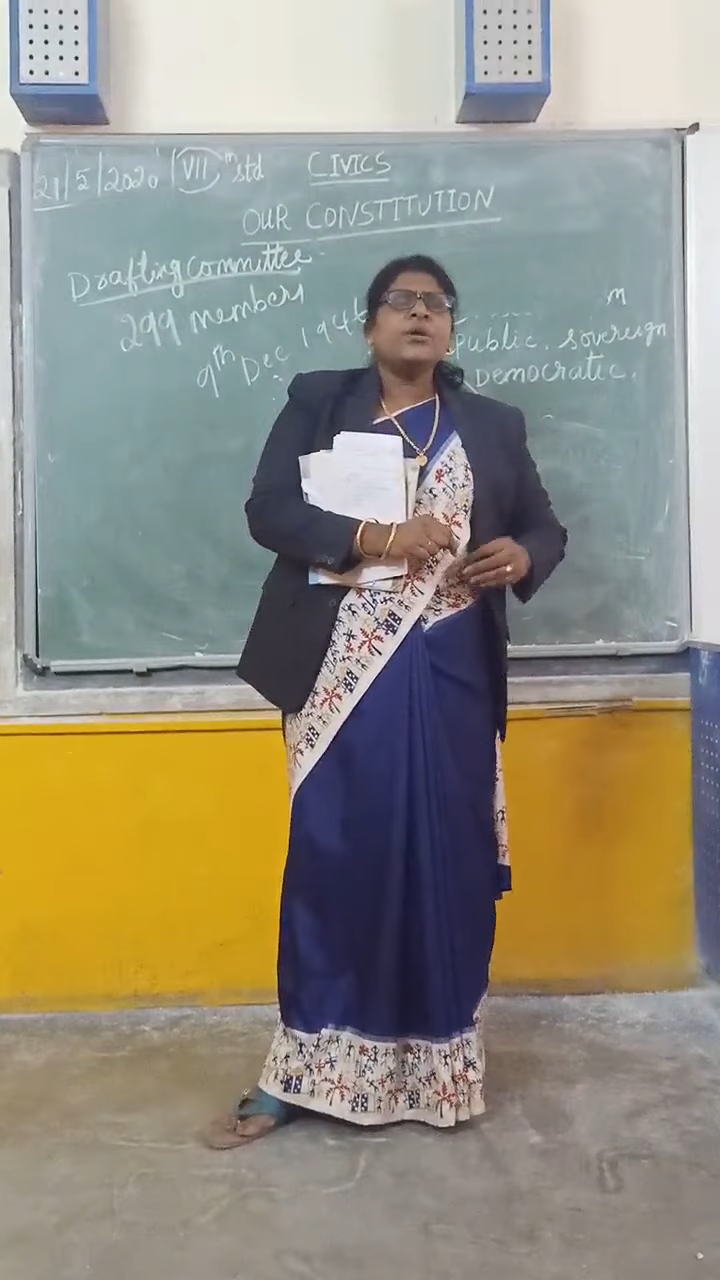 21/5/2020 VII th std CIVICS
OUR CONSTITUTION
Drafting committee
299 members
9th Dec 1946
public. sovereign
Democratic.